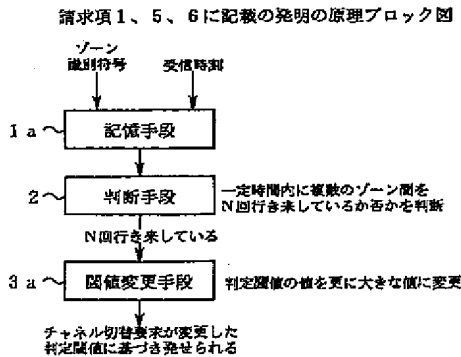 請求項1、5、6に記載の発明の原理ブロック図
ゾーン
識別符号
受信時刻
1a
記憶手段
2
判断手段
一定時間内に複数のゾーン間を
N回行き来しているか否かを判断
N回行き来している
3a
閾値変更手段
判定閾値の値を更に大きな値に変更
チャネル切替要求が変更した
判定閾値に基づき発せられる